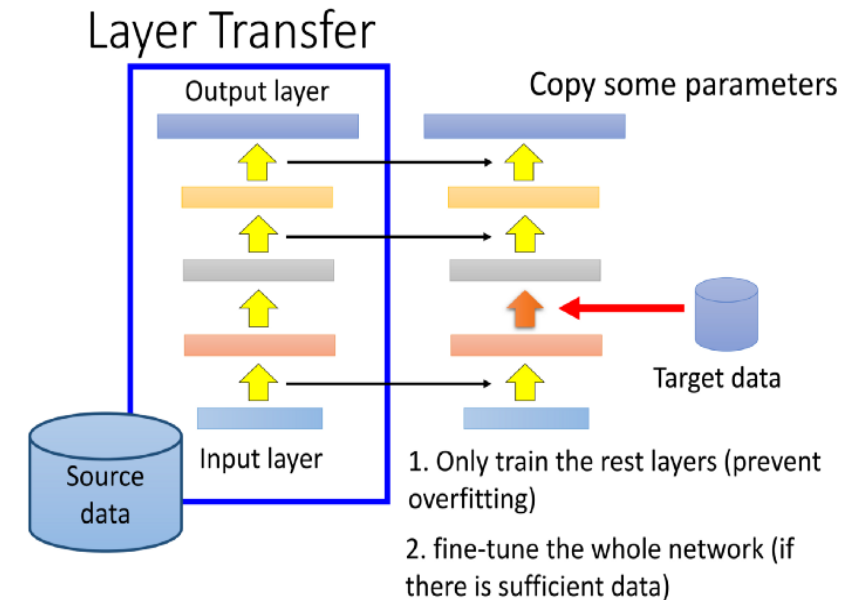 Layer Transfer
Output layer
Copy some parameters
Target data
Input layer
Source
data
1. Only train the rest layers (prevent
overfitting)
2. fine-tune the whole network (if
there is sufficient data)